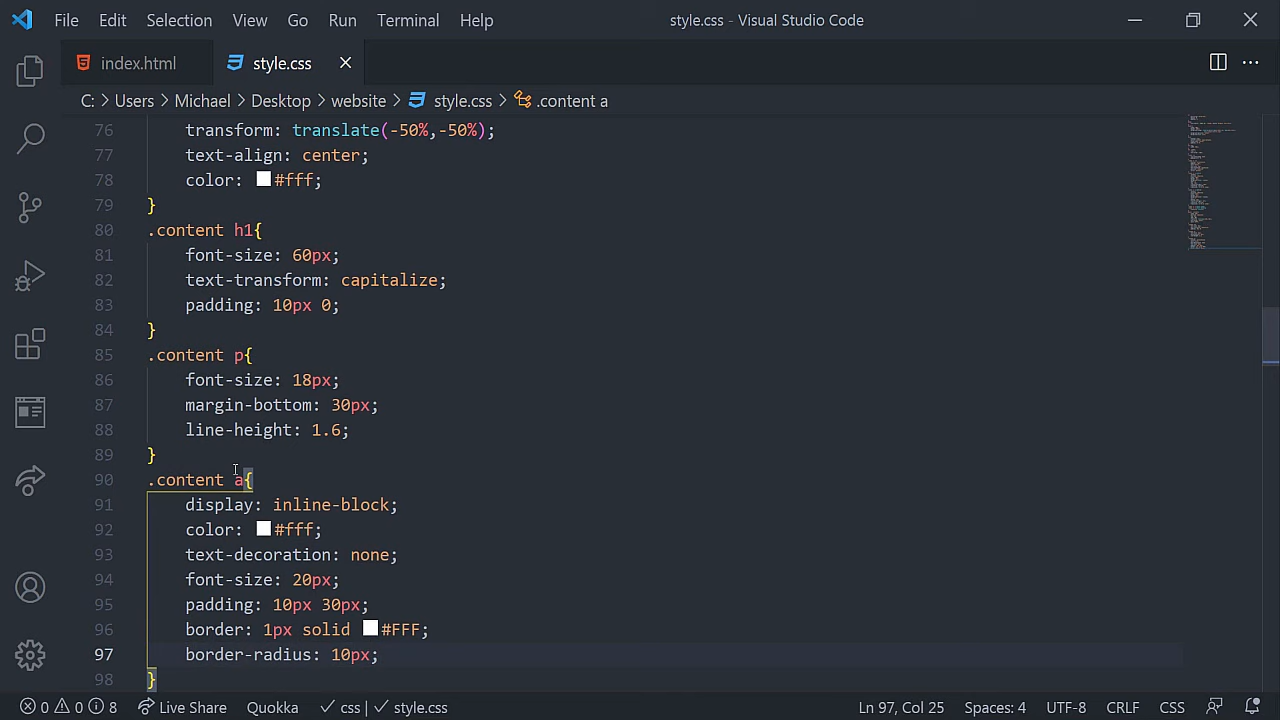 File Edit Selection View Go Run Terminal Help style.css - Visual Studio Code
index.html style.css
C: > Users > Michael > Desktop > website > style.css > .content a
76 transform: translate(-50%,-50%);
77 text-align: center;
78 color: #fff;
79 }
80 .content h1{
81 font-size: 60px;
82 text-transform: capitalize;
83 padding: 10px 0;
84 }
85 .content p{
86 font-size: 18px;
87 margin-bottom: 30px;
88 line-height: 1.6;
89 }
90 .content a{
91 display: inline-block;
92 color: #fff;
93 text-decoration: none;
94 font-size: 20px;
95 padding: 10px 30px;
96 border: 1px solid #FFF;
97 border-radius: 10px;
98 }
0 0 8 Live Share Quokka css | style.css Ln 97, Col 25 Spaces: 4 UTF-8 CRLF CSS